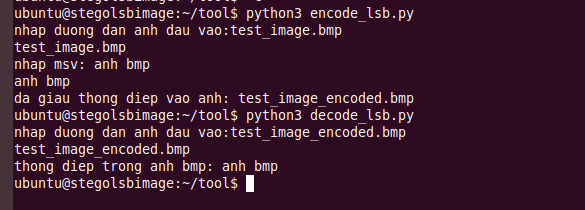 ubuntu@stegolsbimage:~/tool$ python3 encode_lsb.py
nhap duong dan anh dau vao:test_image.bmp
test_image.bmp
nhap msv: anh bmp
anh bmp
da giau thong diep vao anh: test_image_encoded.bmp
ubuntu@stegolsbimage:~/tool$ python3 decode_lsb.py
nhap duong dan anh dau vao:test_image_encoded.bmp
test_image_encoded.bmp
thong diep trong anh bmp: anh bmp
ubuntu@stegolsbimage:~/tool$